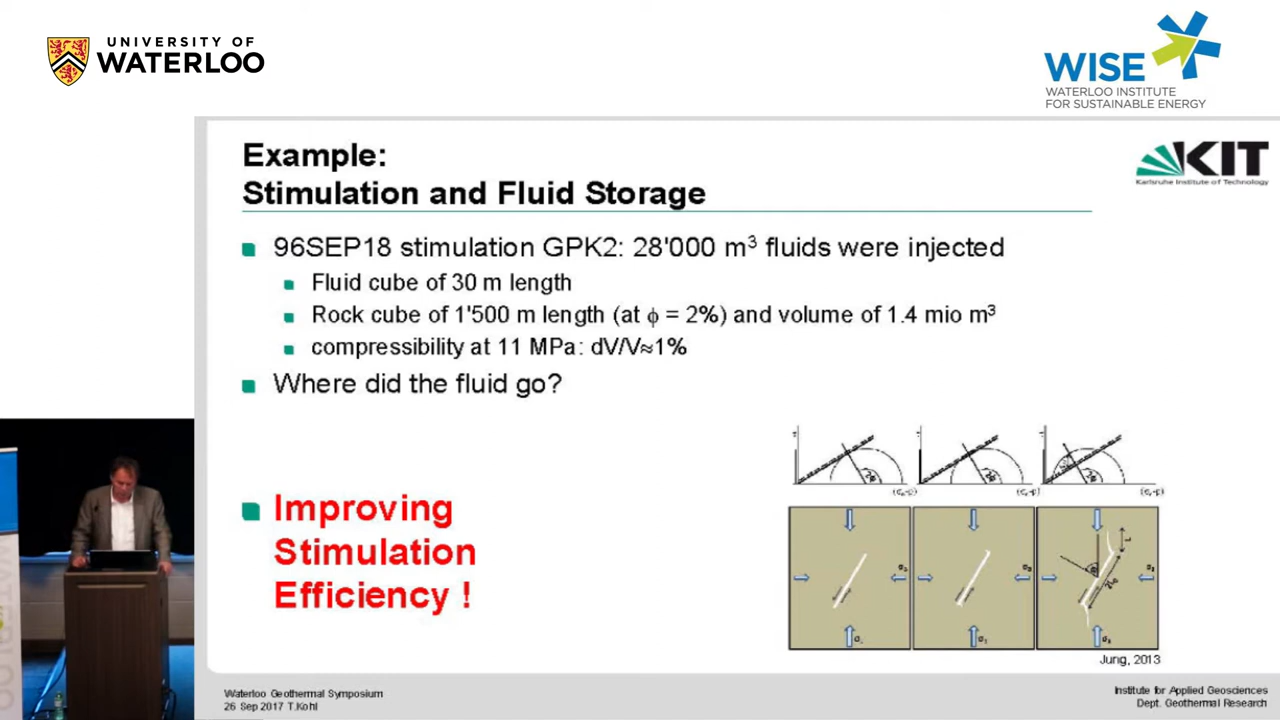 UNIVERSITY OF
WATERLOO
WISE
WATERLOO INSTITUTE
FOR SUSTAINABLE ENERGY
KIT
Karlsruhe Institute of Technology
Example:
Stimulation and Fluid Storage
96SEP18 stimulation GPK2: 28'000 m³ fluids were injected
Fluid cube of 30 m length
Rock cube of 1'500 m length (at ϕ = 2%) and volume of 1.4 mio m³
compressibility at 11 MPa: dV/V≈1%
Where did the fluid go?
Improving
Stimulation
Efficiency !
Jung, 2013
Waterloo Geothermal Symposium
26 Sep 2017 T.Kohl
Institute for Applied Geosciences
Dept. Geothermal Research